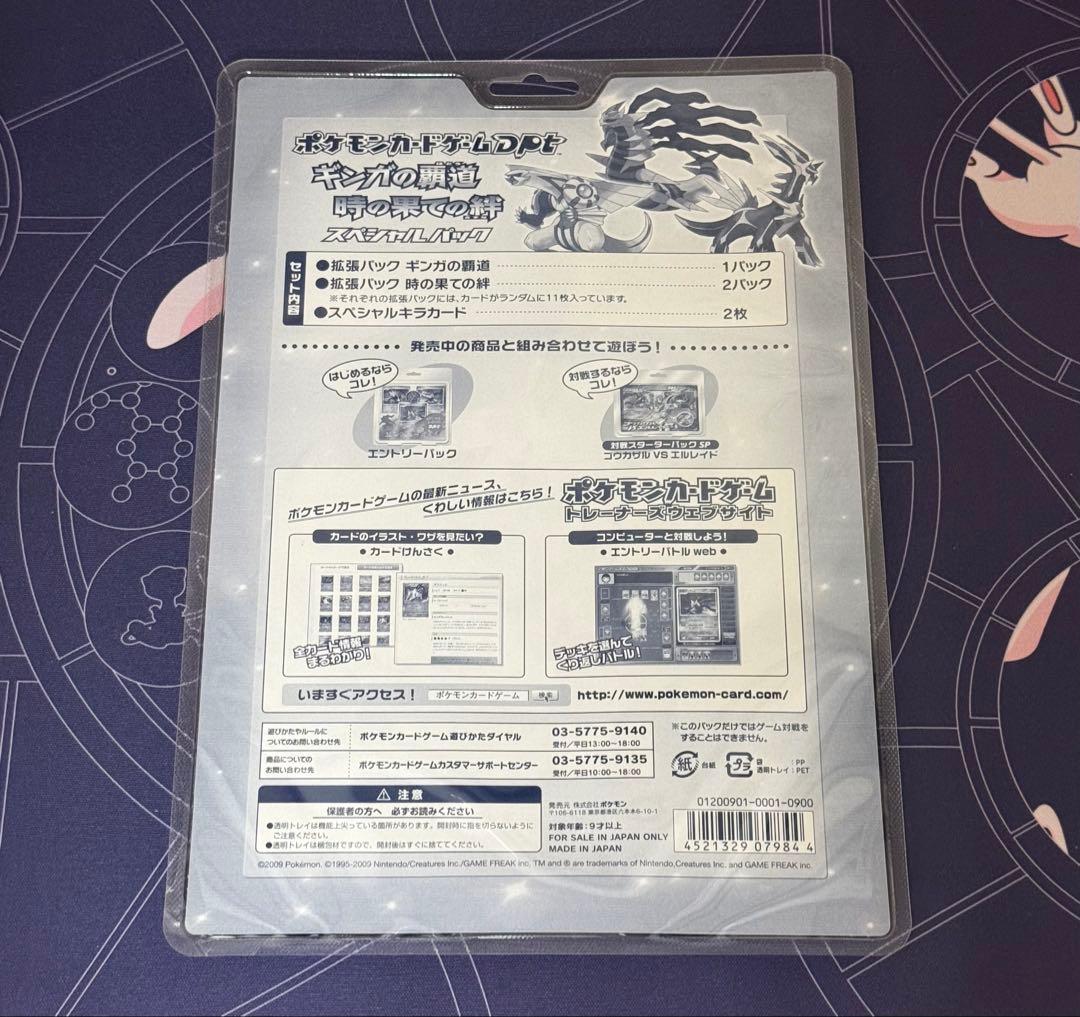 ポケモンカードゲームDPt
ギンガの覇道
時の果ての絆
スペシャルパック
セット内容
●拡張パック ギンガの覇道 1パック
●拡張パック 時の果ての絆 2パック
※それぞれの拡張パックには、カードがランダムに11枚入っています。
●スペシャルキラカード 2枚
発売中の商品と組み合わせて遊ぼう!
はじめるなら
コレ!
エントリーパック
対戦するなら
コレ!
対戦スターターパックSP
ゴウカザル VS エルレイド
ポケモンカードゲームの最新ニュース、
くわしい情報はこちら!
ポケモンカードゲーム
トレーナーズウェブサイト
カードのイラスト・ワザを見たい?
● カードけんさく ●
全カード情報
まるわかり!
コンピューターと対戦しよう!
● エントリーバトル web ●
デッキを選んで
くり返しバトル!
いますぐアクセス! ポケモンカードゲーム 検索 http://www.pokemon-card.com/
遊びかたやルールに
ついてのお問い合わせ先
ポケモンカードゲーム遊びかたダイヤル
03-5775-9140
受付/平日13:00~18:00
商品についての
お問い合わせ先
ポケモンカードゲームカスタマーサポートセンター
03-5775-9135
受付/平日10:00~18:00
※このパックだけではゲーム対戦を
することはできません。
紙 台紙
プラ 袋 : PP
透明トレイ : PET
⚠ 注意
保護者の方へ 必ずお読みください
●透明トレイは機能上尖っている箇所があります。開封時に指を切らないように
ご注意ください。
●透明トレイは梱包材ですので、開封後はすぐに捨ててください。
発売元 株式会社ポケモン
〒106-6118 東京都港区六本木6-10-1
対象年齢:9才以上
FOR SALE IN JAPAN ONLY
MADE IN JAPAN
01200901-0001-0900
4521329 07984 4
©2009 Pokémon. ©1995-2009 Nintendo/Creatures Inc./GAME FREAK inc. TM and ® are trademarks of Nintendo,Creatures Inc. and GAME FREAK inc.